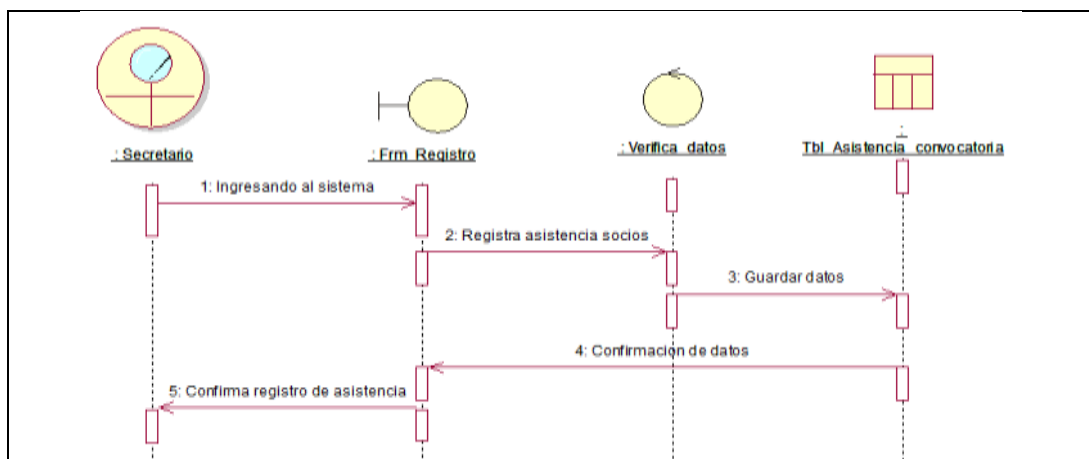 : Secretario
: Frm_Registro
: Verifica_datos
:
Tbl_Asistencia_convocatoria
1: Ingresando al sistema
2: Registra asistencia socios
3: Guardar datos
4: Confirmacion de datos
5: Confirma registro de asistencia